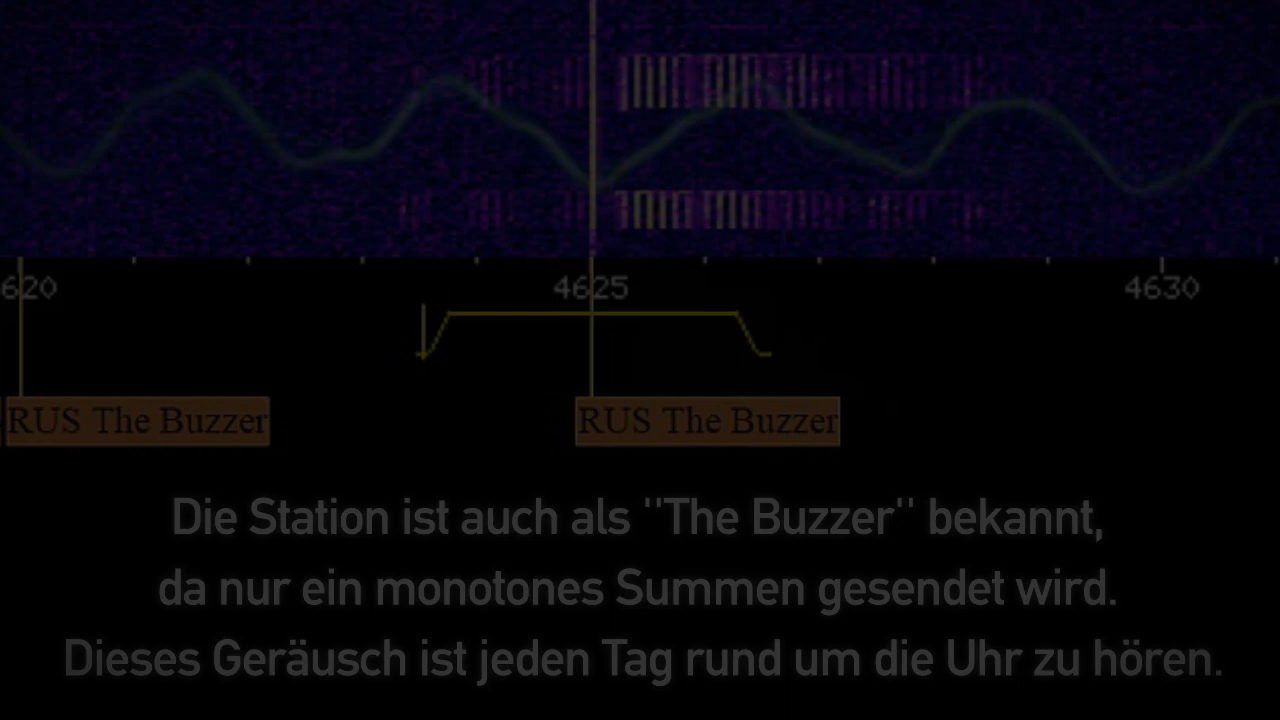 620 4625 4630
RUS The Buzzer RUS The Buzzer
Die Station ist auch als "The Buzzer" bekannt,
da nur ein monotones Summen gesendet wird.
Dieses Geräusch ist jeden Tag rund um die Uhr zu hören.